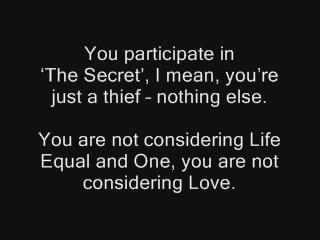 You participate in
‘The Secret’, I mean, you’re
just a thief – nothing else.
You are not considering Life
Equal and One, you are not
considering Love.